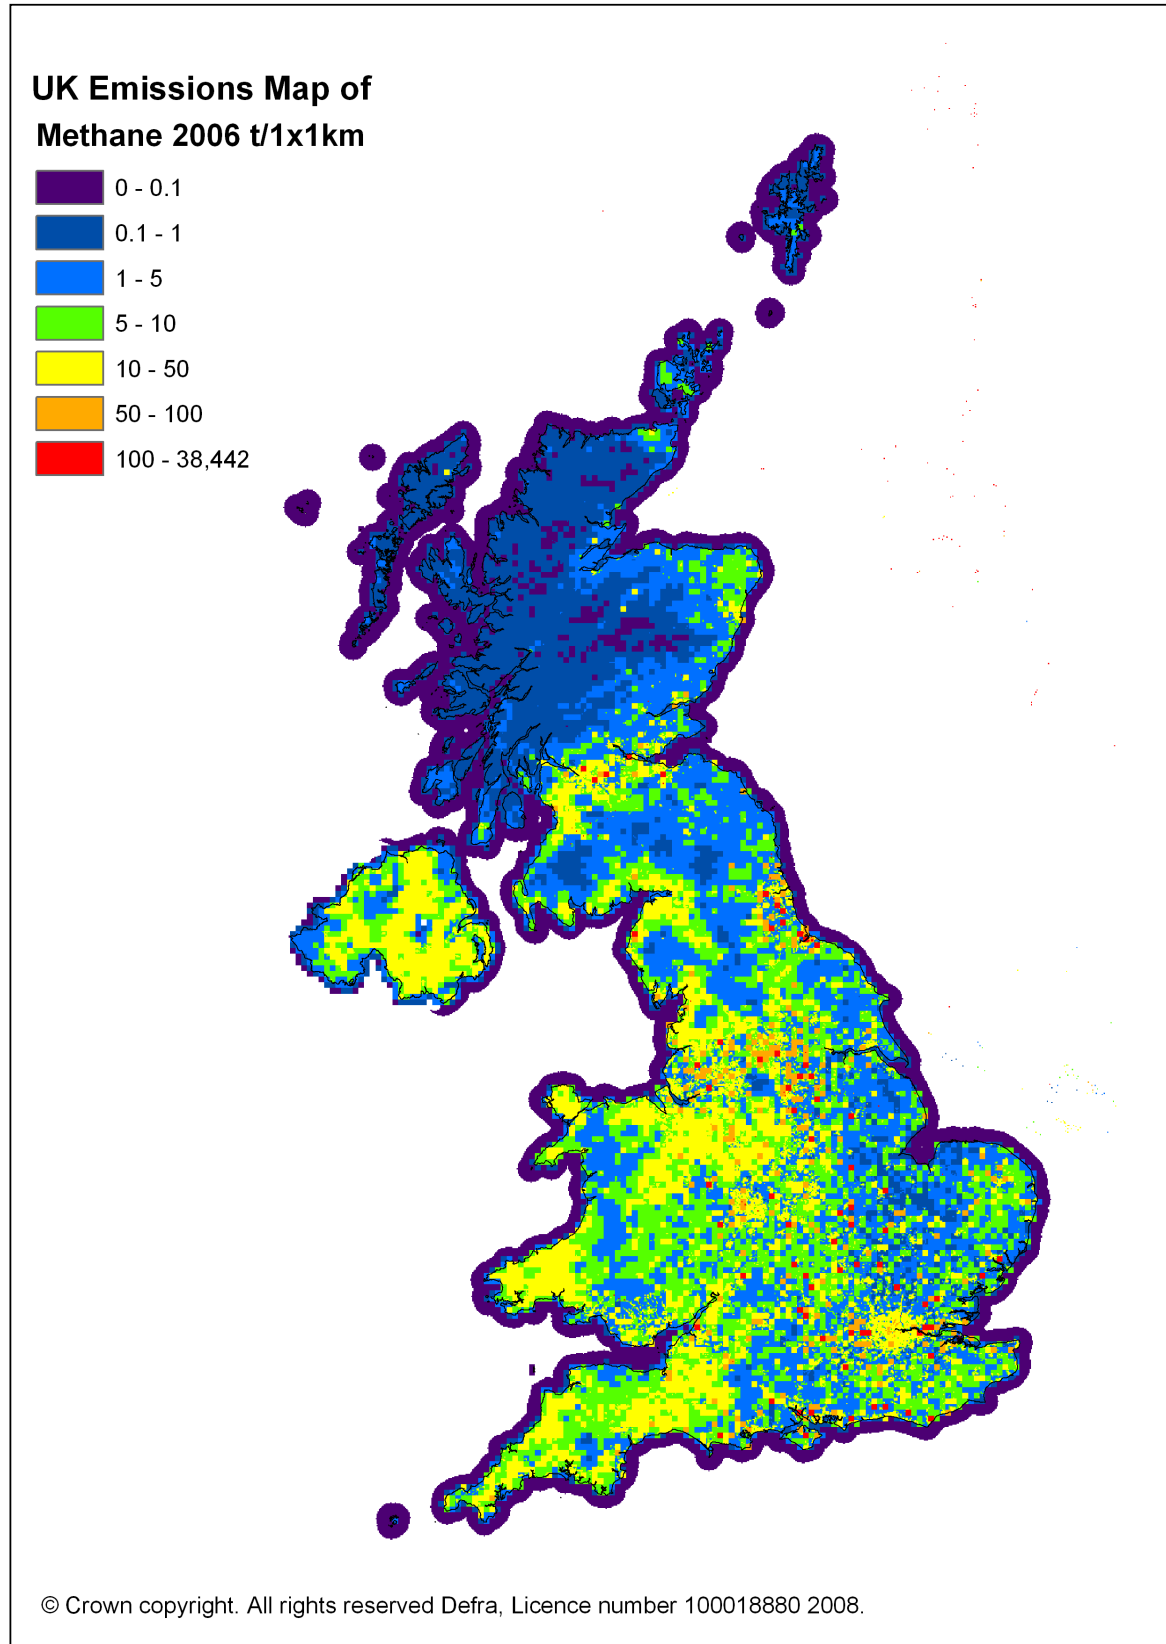 UK Emissions Map of
Methane 2006 t/1x1km
0 - 0.1
0.1 - 1
1 - 5
5 - 10
10 - 50
50 - 100
100 - 38,442
© Crown copyright. All rights reserved Defra, Licence number 100018880 2008.